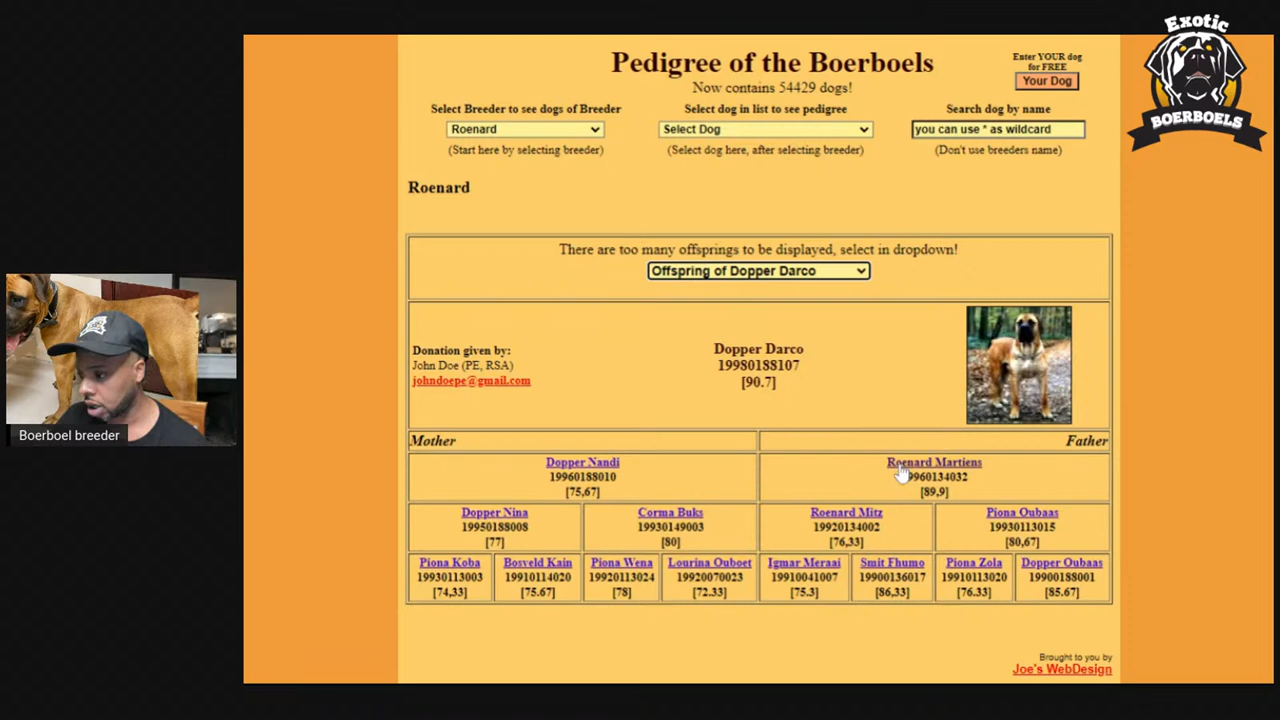 Exotic
BOERBOELS
Pedigree of the Boerboels
Now contains 54429 dogs!
Enter YOUR dog
for FREE
Your Dog
Select Breeder to see dogs of Breeder
Select dog in list to see pedigree
Search dog by name
Roenard
Select Dog
you can use * as wildcard
(Start here by selecting breeder)
(Select dog here, after selecting breeder)
(Don't use breeders name)
Roenard
There are too many offsprings to be displayed, select in dropdown!
Offspring of Dopper Darco
Donation given by:
John Doe (PE, RSA)
johndoepe@gmail.com
Dopper Darco
19980188107
[90.7]
Mother
Father
Dopper Nandi
19960188010
[75,67]
Roenard Martiens
19960134032
[89,9]
Dopper Nina
19950188008
[77]
Corma Buks
19930149003
[80]
Roenard Mitz
19920134002
[76,33]
Piona Oubaas
19930113015
[80,67]
Piona Koba
19930113003
[74,33]
Bosveld Kain
19910114020
[75.67]
Piona Wena
19920113024
[78]
Lourina Ouboet
19920070023
[72.33]
Igmar Meraai
19910041007
[75.3]
Smit Fhumo
19900136017
[86,33]
Piona Zola
19910113020
[76.33]
Dopper Oubaas
19900188001
[85.67]
Brought to you by
Joe's WebDesign
Boerboel breeder